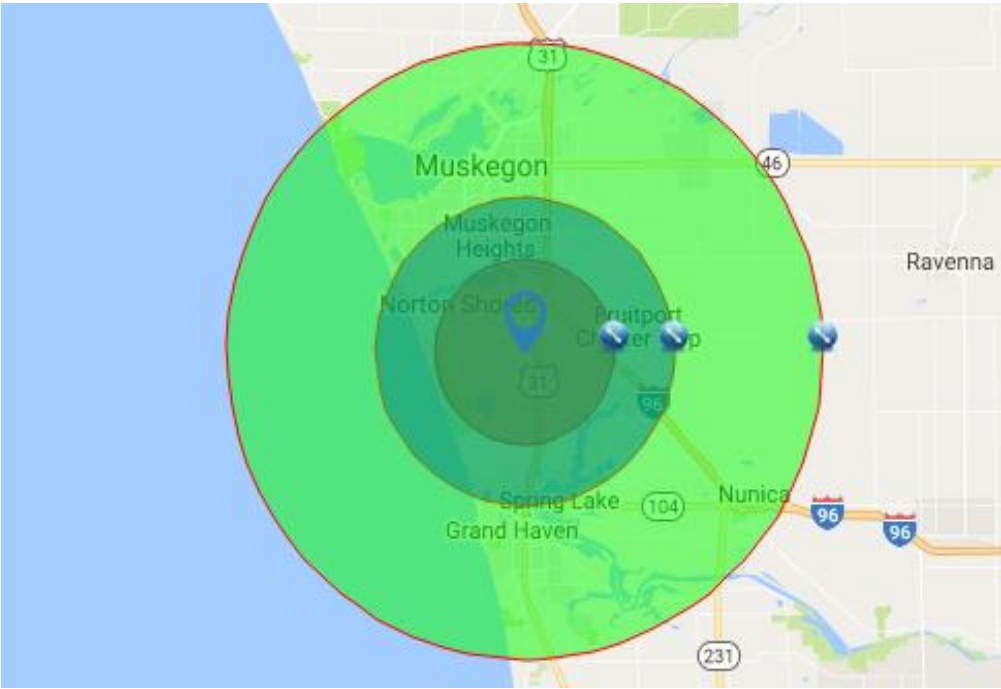 31
Muskegon
46
Muskegon
Heights
Ravenna
Norton Shores
Fruitport
31
96
Spring Lake
104
Nunica
96
96
Grand Haven
231